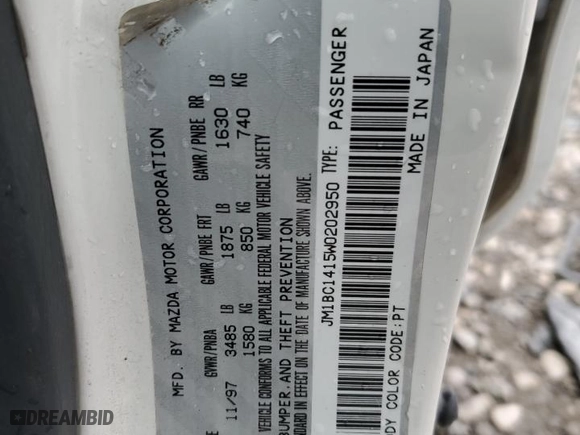 MFD. BY MAZDA MOTOR CORPORATION
GVWR/PNBA GAWR/PNBE FRT GAWR/PNBE RR
11/97 3485 LB 1875 LB 1630 LB
1580 KG 850 KG 740 KG
VEHICLE CONFORMS TO ALL APPLICABLE FEDERAL MOTOR VEHICLE SAFETY
BUMPER, AND THEFT PREVENTION
IN EFFECT ON THE DATE OF MANUFACTURE SHOWN ABOVE.
JM1BC1415W0202950 TYPE: PASSENGER
COLOR CODE: PT MADE IN JAPAN
DREAMBID